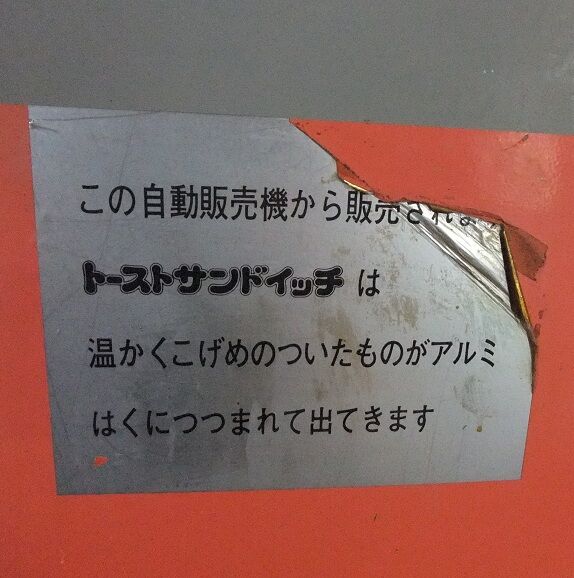 この自動販売機から販売されま
トーストサンドイッチ は
温かくこげめのついたものがアルミ
はくにつつまれて出てきます